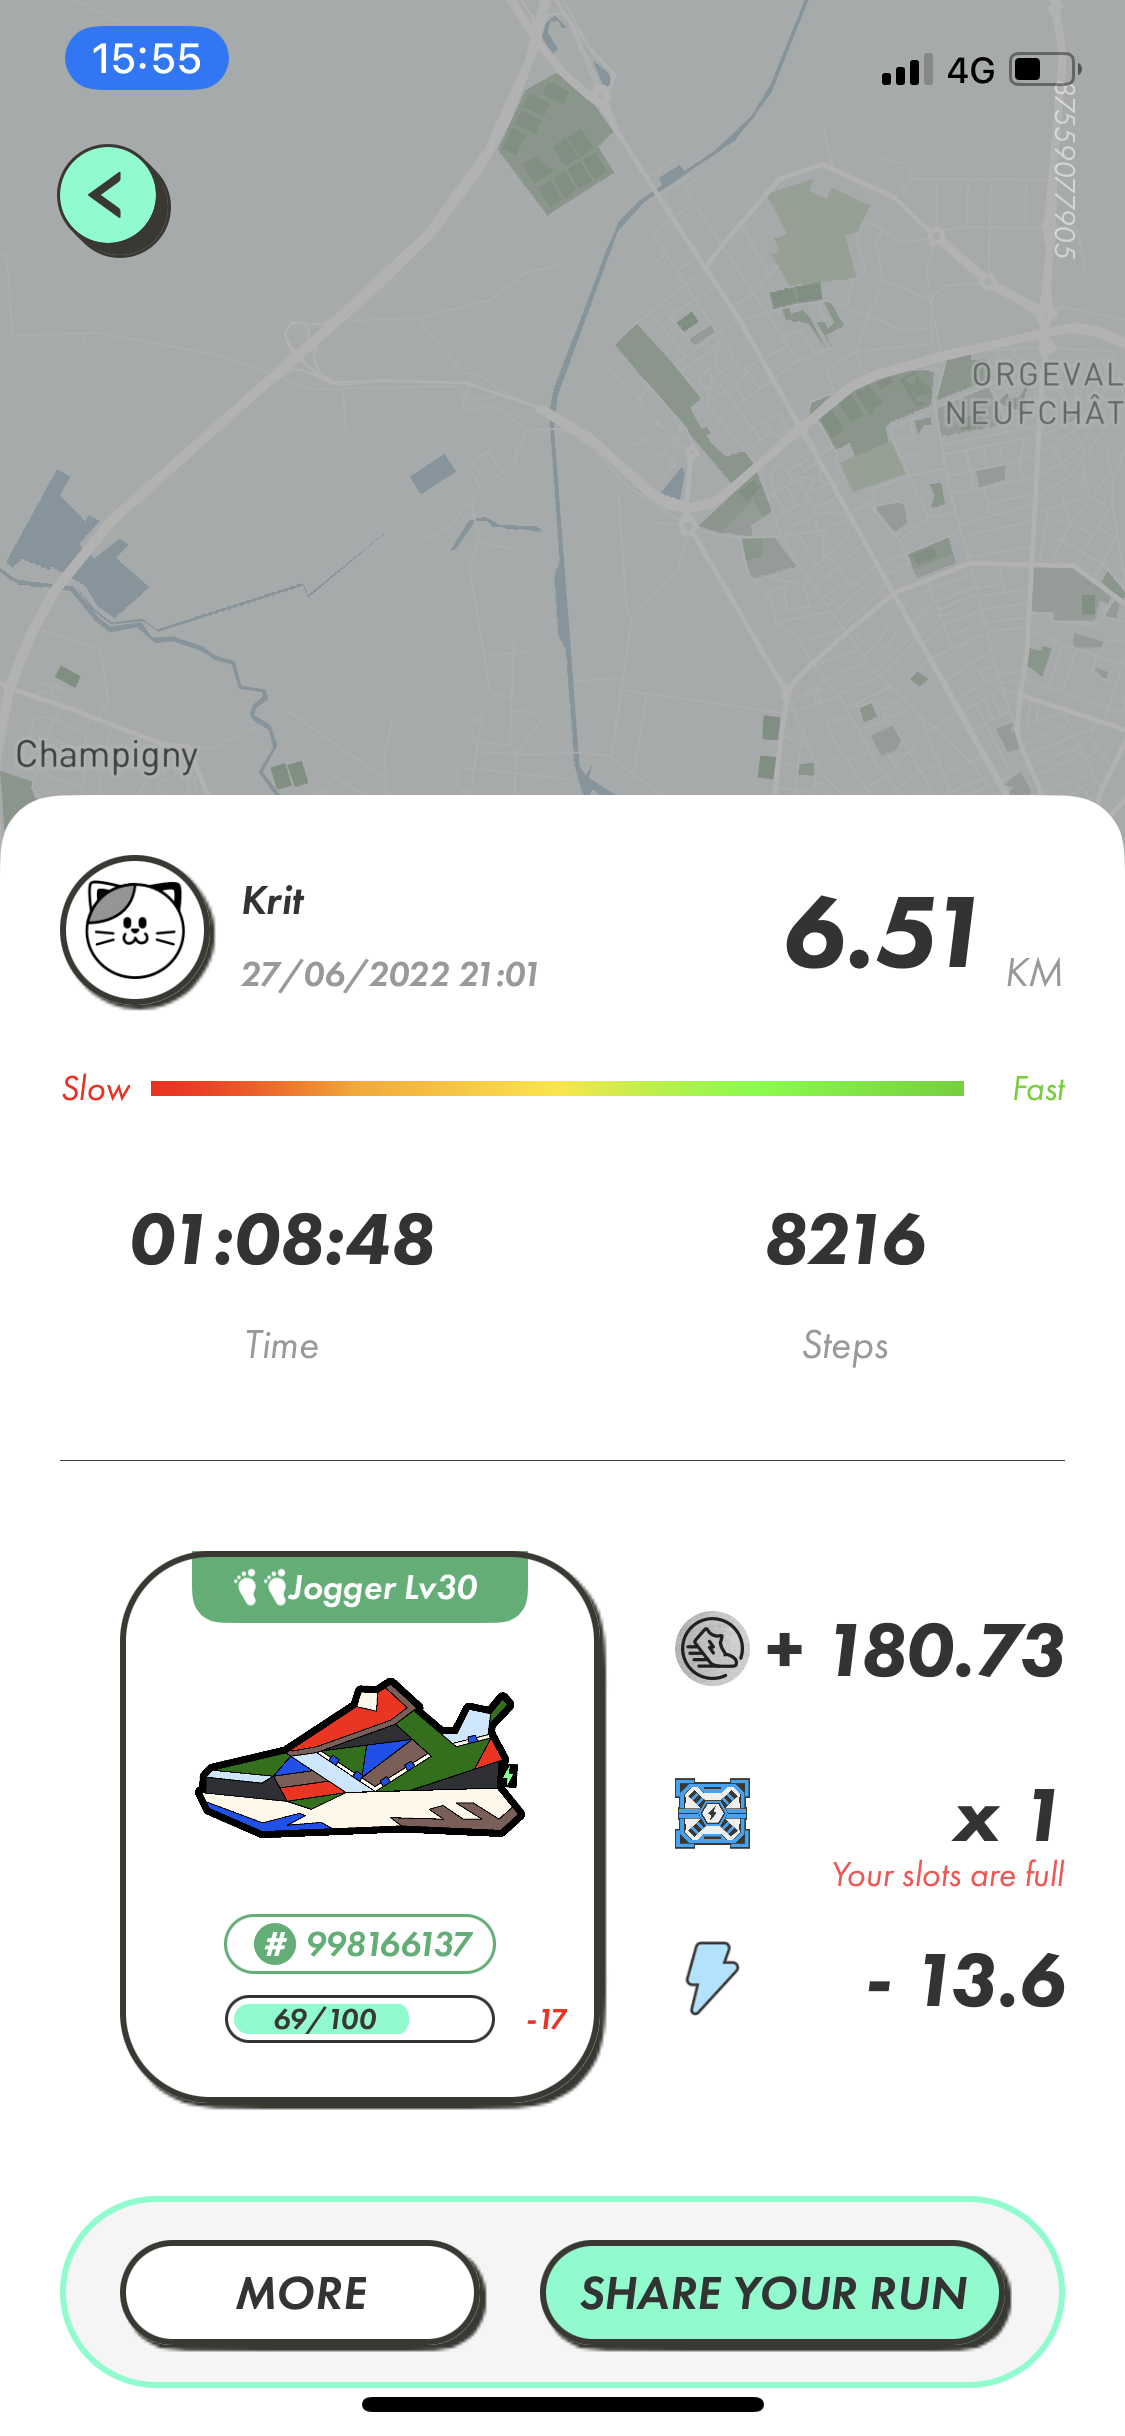 15:55
4G
37559077905
ORGEVAL
NEUFCHÂT
Champigny
Krit
27/06/2022 21:01
6.51 KM
Slow
Fast
01:08:48
8216
Time
Steps
Jogger Lv30
+ 180.73
x 1
Your slots are full
# 998166137
69/100
-17
- 13.6
MORE
SHARE YOUR RUN